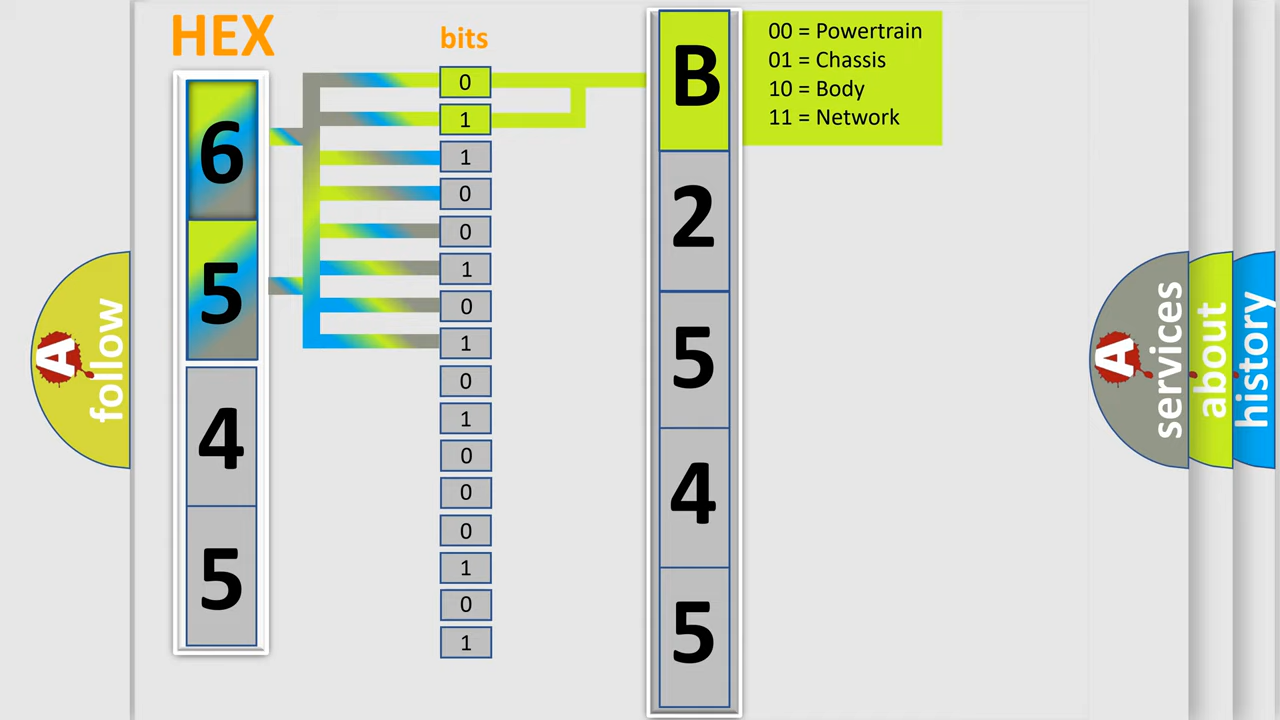 HEX
bits
6
5
4
5
0
1
1
0
0
1
0
1
0
1
0
0
0
1
0
1
B
2
5
4
5
00 = Powertrain
01 = Chassis
10 = Body
11 = Network
A
follow
A
services
about
history